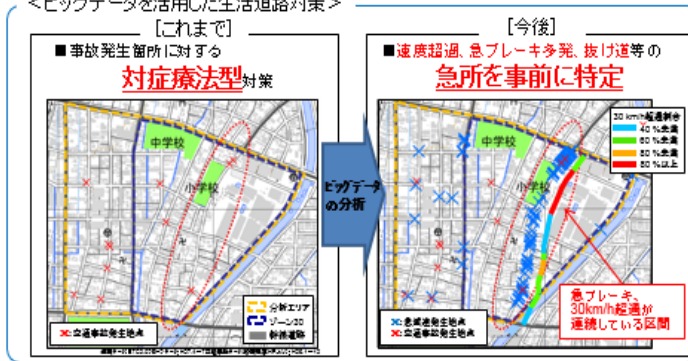 <ビッグデータを活用した生活道路対策>
[これまで]
■事故発生箇所に対する
対症療法型対策
中学校
小学校
分析エリア
ゾーン30
幹線道路
×:交通事故発生地点
ビッグデータ
の分析
[今後]
■速度超過、急ブレーキ多発、抜け道等の
急所を事前に特定
中学校
小学校
30 km/h超過割合
40 %未満
60 %未満
80 %未満
80 %以上
×:急減速発生地点
×:交通事故発生地点
急ブレーキ、
30km/h超過が
連続している区間